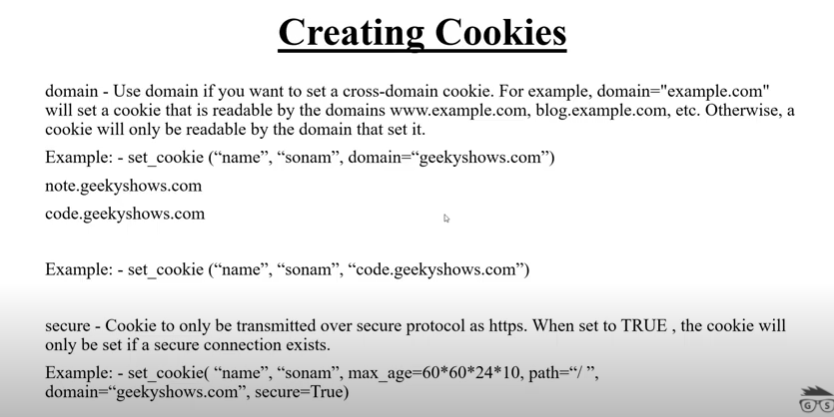 Creating Cookies
domain - Use domain if you want to set a cross-domain cookie. For example, domain="example.com"
will set a cookie that is readable by the domains www.example.com, blog.example.com, etc. Otherwise, a
cookie will only be readable by the domain that set it.
Example: - set_cookie (“name”, “sonam”, domain=“geekyshows.com”)
note.geekyshows.com
code.geekyshows.com
Example: - set_cookie (“name”, “sonam”, “code.geekyshows.com”)
secure - Cookie to only be transmitted over secure protocol as https. When set to TRUE , the cookie will
only be set if a secure connection exists.
Example: - set_cookie( “name”, “sonam”, max_age=60*60*24*10, path=“/ ”,
domain=“geekyshows.com”, secure=True)
G S